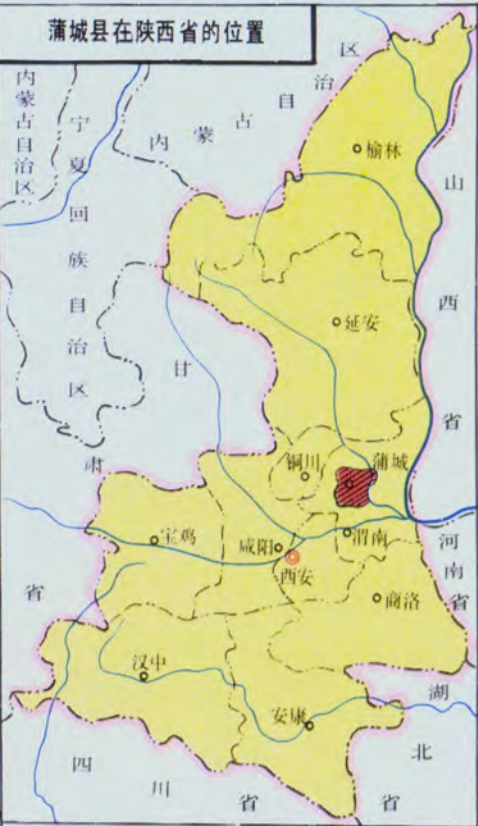 蒲城县在陕西省的位置
内蒙古自治区
宁夏回族自治区
内蒙古自治区
榆林
山西省
延安
甘肃省
铜川
蒲城
宝鸡
咸阳
渭南
西安
河南省
商洛
汉中
安康
湖北省
四川省